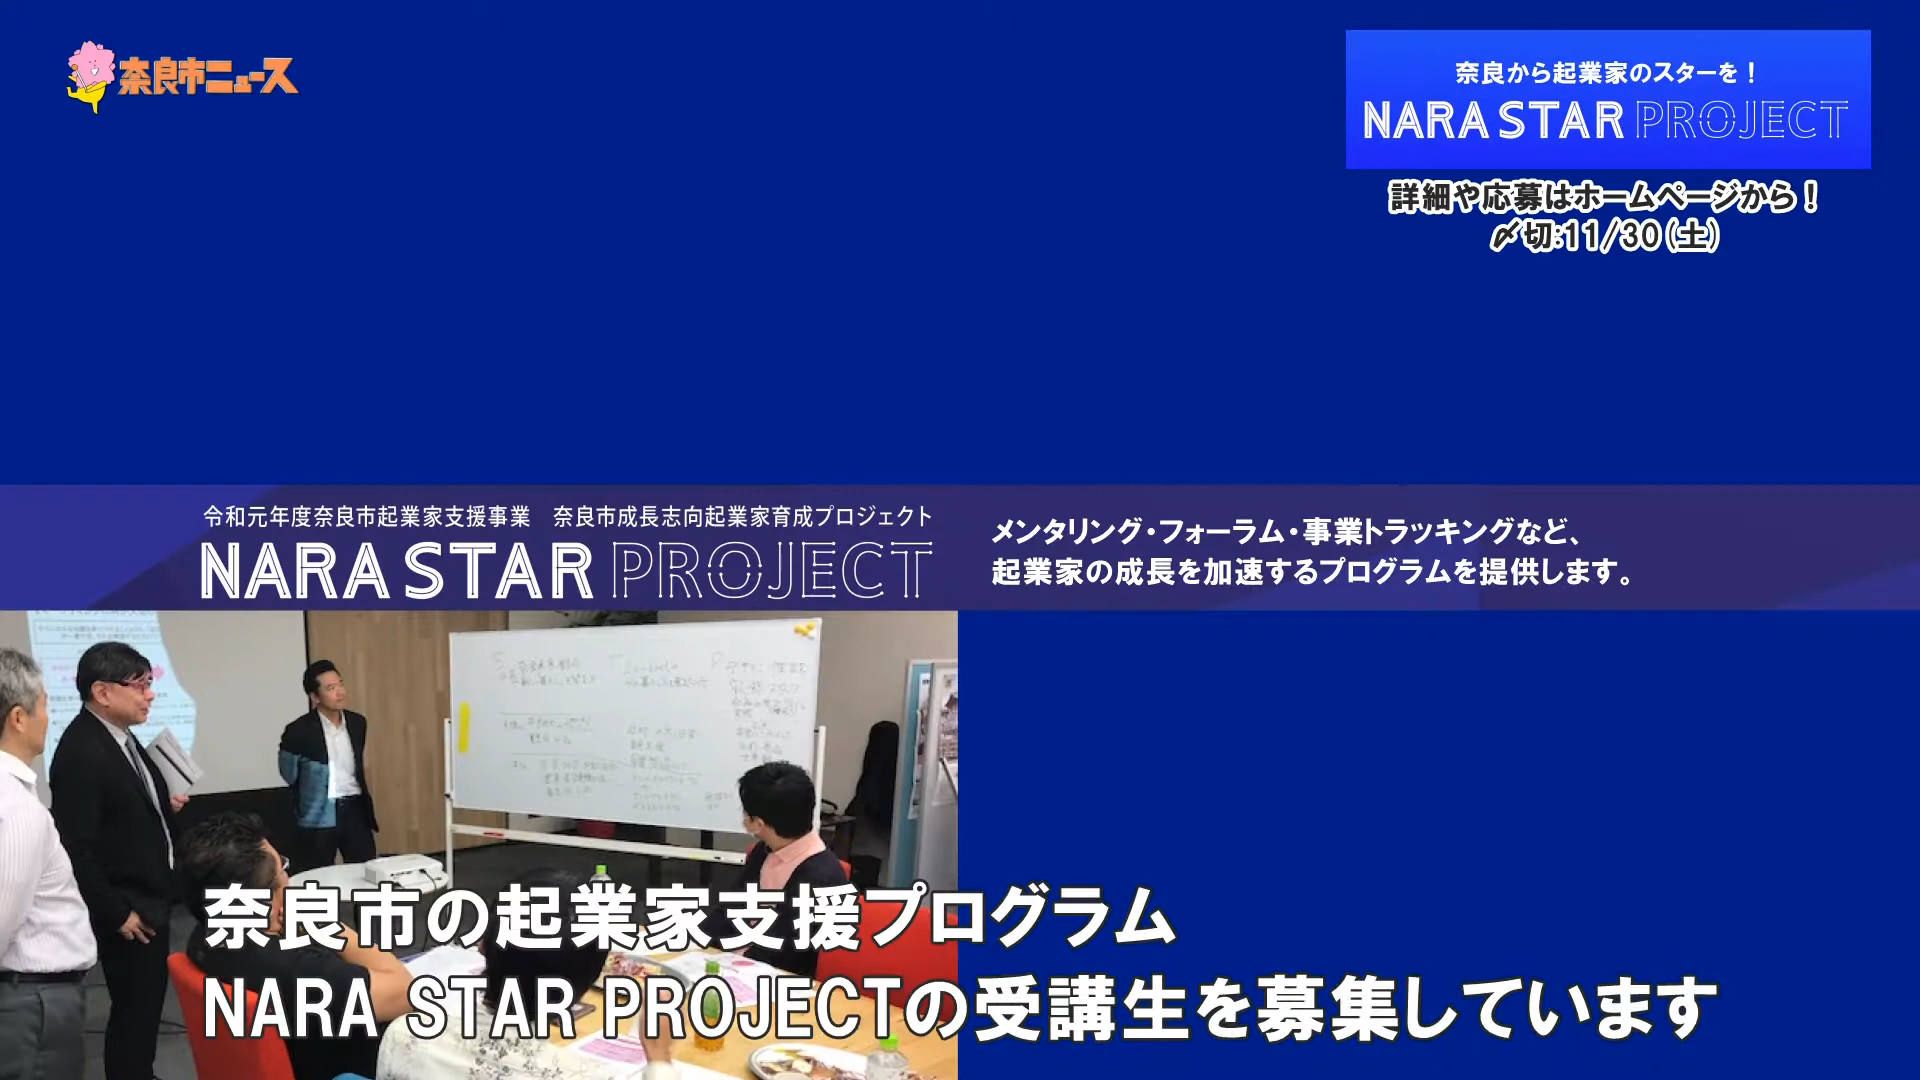 奈良市ニュース
奈良から起業家のスターを！
NARA STAR PROJECT
詳細や応募はホームページから！
〆切:11/30(土)
令和元年度奈良市起業家支援事業　奈良市成長志向起業家育成プロジェクト
NARA STAR PROJECT
メンタリング・フォーラム・事業トラッキングなど、
起業家の成長を加速するプログラムを提供します。
奈良市の起業家支援プログラム
NARA STAR PROJECTの受講生を募集しています